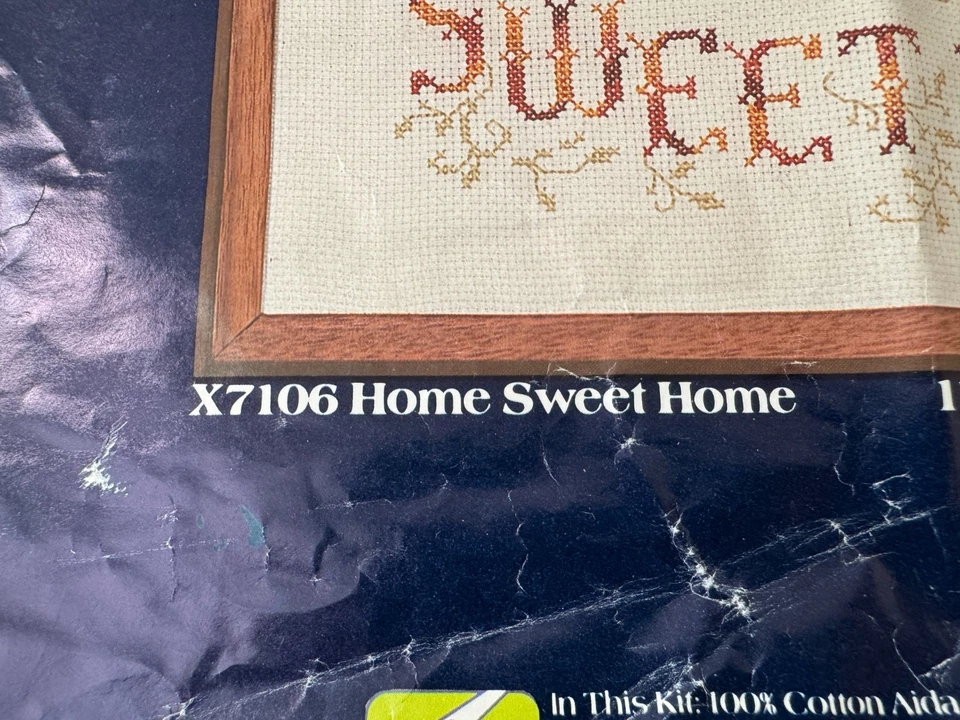 SWEET
X7106 Home Sweet Home
In This Kit: 100% Cotton Aida